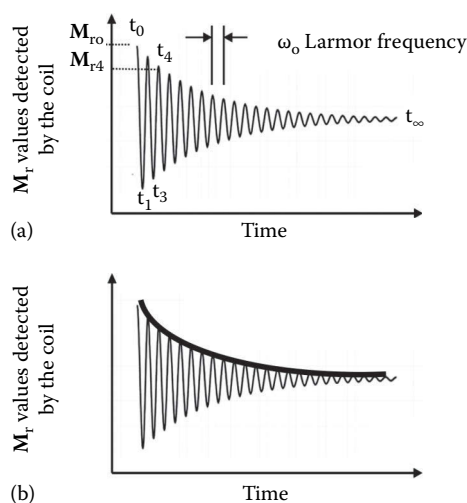 M_ro
t_0
M_r4
t_4
ω_o Larmor frequency
M_r values detected
by the coil
t_∞
t_1
t_3
(a)
Time
M_r values detected
by the coil
(b)
Time